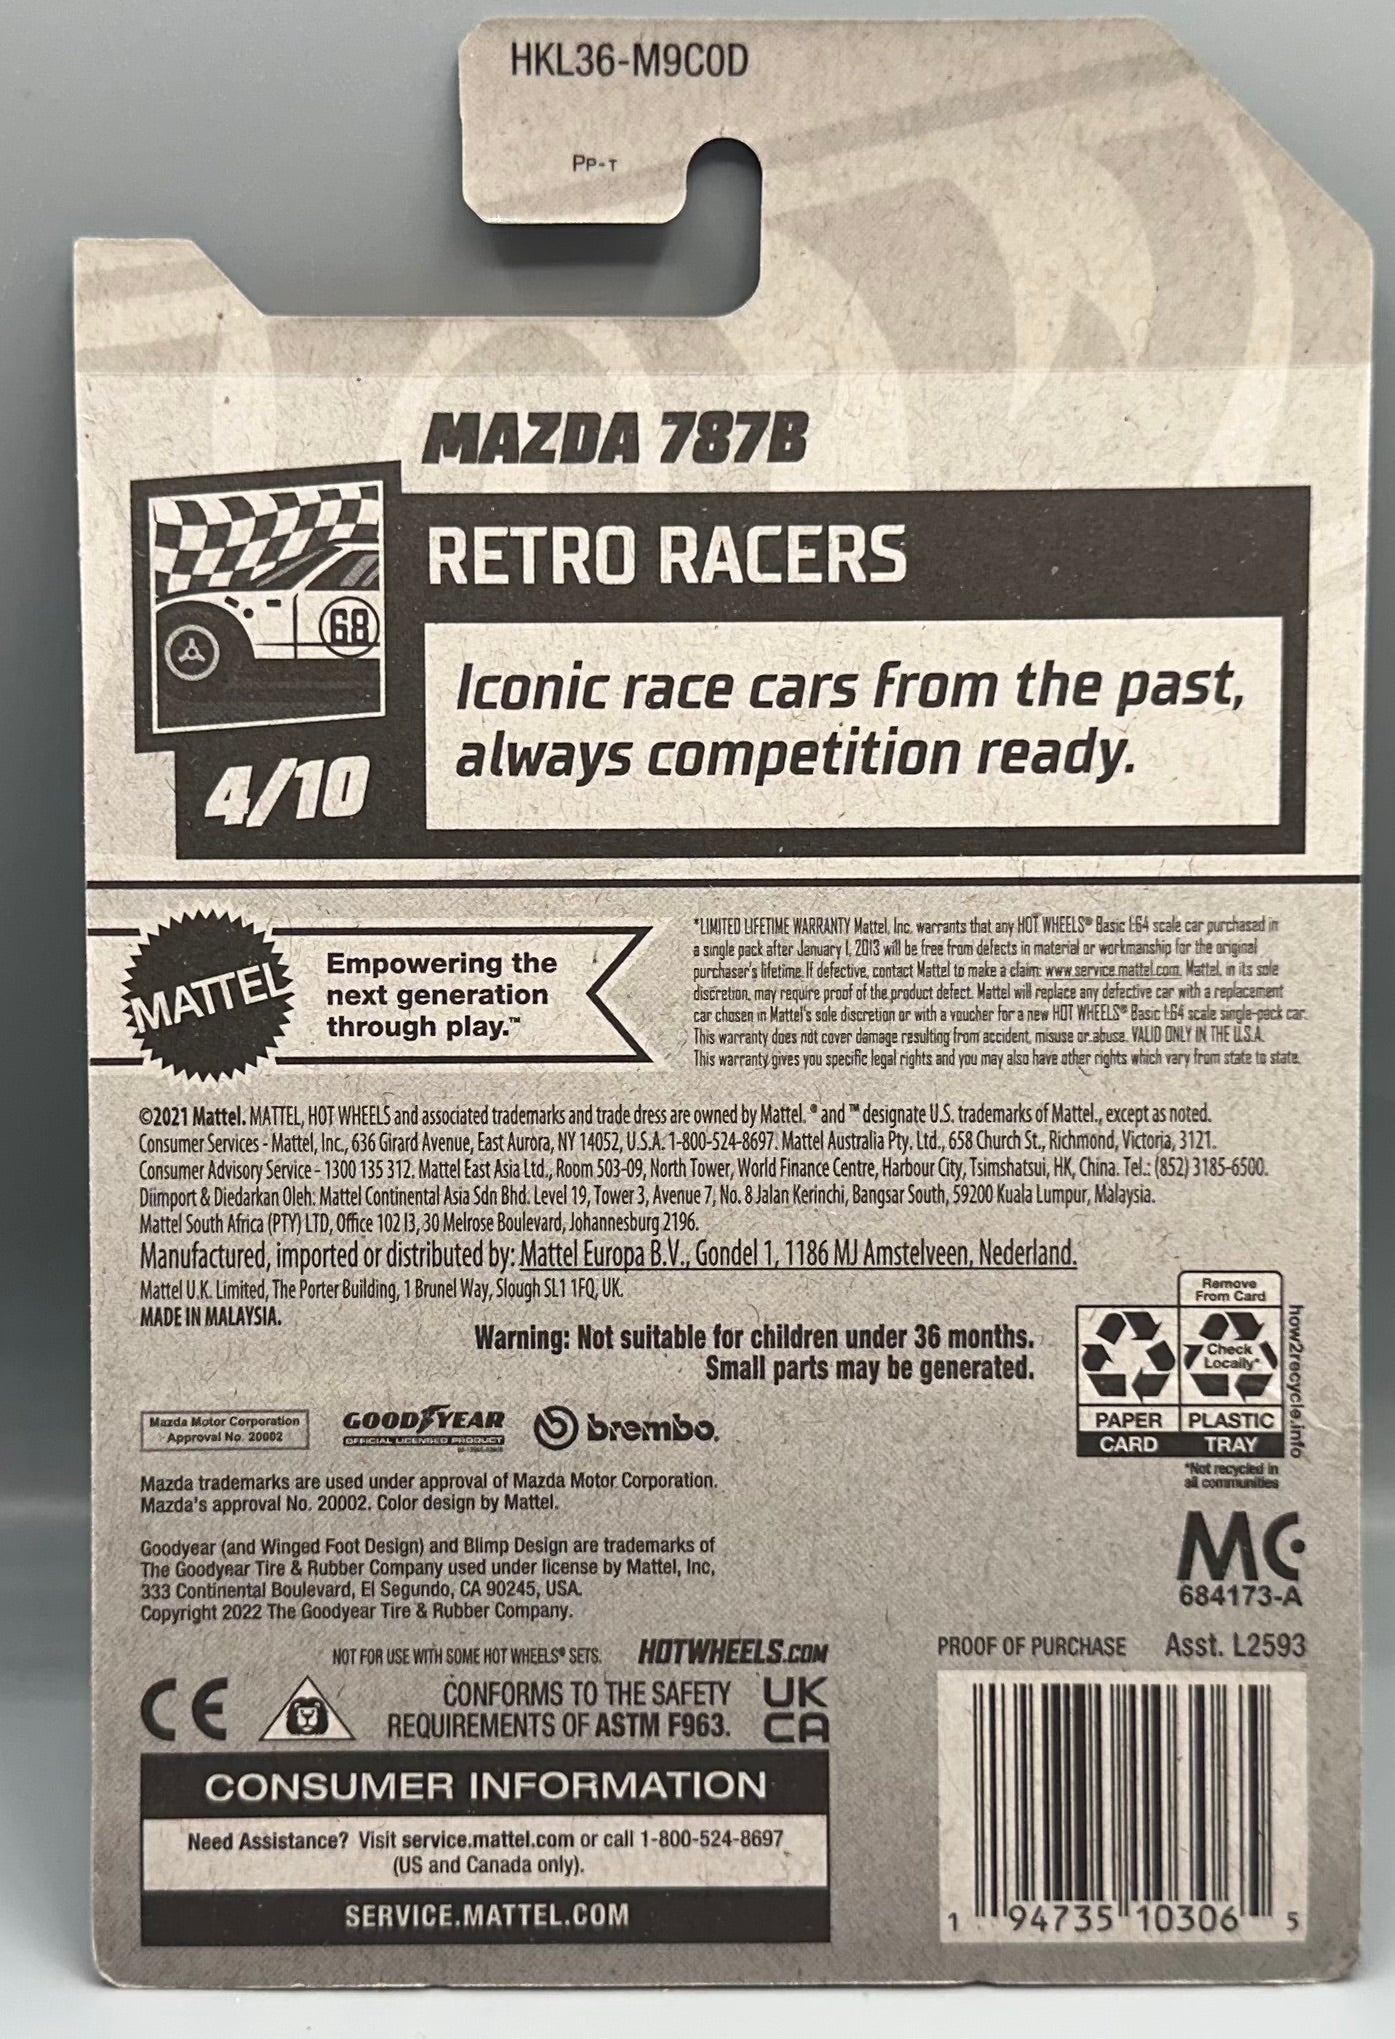 HKL36-M9C0D
PP-T
MAZDA 787B
RETRO RACERS
68
Iconic race cars from the past,
always competition ready.
4/10
MATTEL
Empowering the
next generation
through play.™
*LIMITED LIFETIME WARRANTY Mattel, Inc. warrants that any HOT WHEELS® Basic 1:64 scale car purchased in
a single pack after January 1, 2013 will be free from defects in material or workmanship for the original
purchaser's lifetime. If defective, contact Mattel to make a claim: www.service.mattel.com. Mattel, in its sole
discretion, may require proof of the product defect. Mattel will replace any defective car with a replacement
car chosen in Mattel's sole discretion or with a voucher for a new HOT WHEELS® Basic 1:64 scale single-pack car.
This warranty does not cover damage resulting from accident, misuse or abuse. VALID ONLY IN THE U.S.A.
This warranty gives you specific legal rights and you may also have other rights which vary from state to state.
©2021 Mattel. MATTEL, HOT WHEELS and associated trademarks and trade dress are owned by Mattel. ® and ™ designate U.S. trademarks of Mattel., except as noted.
Consumer Services - Mattel, Inc., 636 Girard Avenue, East Aurora, NY 14052, U.S.A. 1-800-524-8697. Mattel Australia Pty. Ltd., 658 Church St., Richmond, Victoria, 3121.
Consumer Advisory Service - 1300 135 312. Mattel East Asia Ltd., Room 503-09, North Tower, World Finance Centre, Harbour City, Tsimshatsui, HK, China. Tel.: (852) 3185-6500.
Diimport & Diedarkan Oleh: Mattel Continental Asia Sdn Bhd. Level 19, Tower 3, Avenue 7, No. 8 Jalan Kerinchi, Bangsar South, 59200 Kuala Lumpur, Malaysia.
Mattel South Africa (PTY) LTD, Office 102 I3, 30 Melrose Boulevard, Johannesburg 2196.
Manufactured, imported or distributed by: Mattel Europa B.V., Gondel 1, 1186 MJ Amstelveen, Nederland.
Mattel U.K. Limited, The Porter Building, 1 Brunel Way, Slough SL1 1FQ, UK.
MADE IN MALAYSIA.
Warning: Not suitable for children under 36 months.
Small parts may be generated.
Remove
From Card
Check
Locally*
PAPER
PLASTIC
CARD
TRAY
how2recycle.info
*Not recycled in
all communities
Mazda Motor Corporation
Approval No. 20002
GOODYEAR
OFFICIAL LICENSED PRODUCT
brembo.
Mazda trademarks are used under approval of Mazda Motor Corporation.
Mazda's approval No. 20002. Color design by Mattel.
Goodyear (and Winged Foot Design) and Blimp Design are trademarks of
The Goodyear Tire & Rubber Company used under license by Mattel, Inc,
333 Continental Boulevard, El Segundo, CA 90245, USA.
Copyright 2022 The Goodyear Tire & Rubber Company.
MC
684173-A
NOT FOR USE WITH SOME HOT WHEELS® SETS.
HOTWHEELS.COM
PROOF OF PURCHASE
Asst. L2593
CE
CONFORMS TO THE SAFETY
REQUIREMENTS OF ASTM F963.
UK
CA
CONSUMER INFORMATION
Need Assistance? Visit service.mattel.com or call 1-800-524-8697
(US and Canada only).
SERVICE.MATTEL.COM
1 94735 10306 5